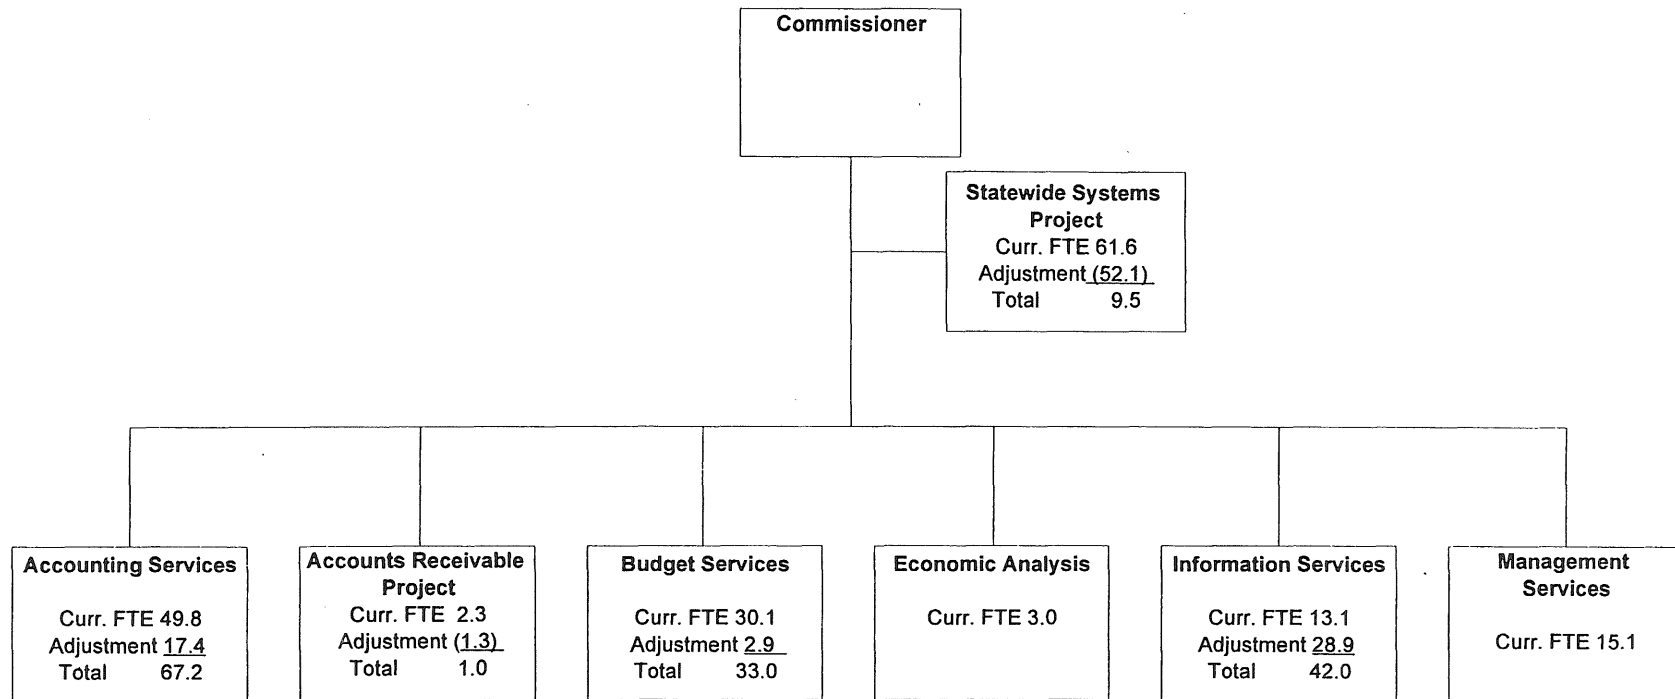 Commissioner
Statewide Systems
Project
Curr. FTE 61.6
Adjustment (52.1)
Total 9.5
Accounting Services
Curr. FTE 49.8
Adjustment 17.4
Total 67.2
Accounts Receivable
Project
Curr. FTE 2.3
Adjustment (1.3)
Total 1.0
Budget Services
Curr. FTE 30.1
Adjustment 2.9
Total 33.0
Economic Analysis
Curr. FTE 3.0
Information Services
Curr. FTE 13.1
Adjustment 28.9
Total 42.0
Management
Services
Curr. FTE 15.1